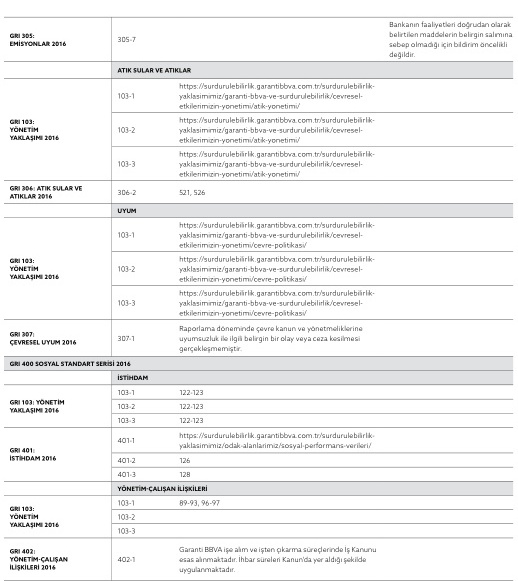 Bankanın faaliyetleri doğrudan olarak
GRI 305:
EMİSYONLAR 2016
305-7
belirtilen maddelerin belirgin salımına
sebep olmadığı için bildirim öncelikli
değildir.
ATIK SULAR VE ATIKLAR
GRI 103:
YÖNETİM
YAKLAŞIMI 2016
103-1
https://surdurulebilirlik.garantibbva.com.tr/surdurulebilirlik-
yaklasimimiz/garanti-bbva-ve-surdurulebilirlik/cevresel-
etkilerimizin-yonetimi/atik-yonetimi/
103-2
https://surdurulebilirlik.garantibbva.com.tr/surdurulebilirlik-
yaklasimimiz/garanti-bbva-ve-surdurulebilirlik/cevresel-
etkilerimizin-yonetimi/atik-yonetimi/
103-3
https://surdurulebilirlik.garantibbva.com.tr/surdurulebilirlik-
yaklasimimiz/garanti-bbva-ve-surdurulebilirlik/cevresel-
etkilerimizin-yonetimi/atik-yonetimi/
GRI 306: ATIK SULAR VE
ATIKLAR 2016
306-2
521, 526
UYUM
GRI 103:
YÖNETİM
YAKLAŞIMI 2016
103-1
https://surdurulebilirlik.garantibbva.com.tr/surdurulebilirlik-
yaklasimimiz/garanti-bbva-ve-surdurulebilirlik/cevresel-
etkilerimizin-yonetimi/cevre-politikasi/
103-2
https://surdurulebilirlik.garantibbva.com.tr/surdurulebilirlik-
yaklasimimiz/garanti-bbva-ve-surdurulebilirlik/cevresel-
etkilerimizin-yonetimi/cevre-politikasi/
103-3
https://surdurulebilirlik.garantibbva.com.tr/surdurulebilirlik-
yaklasimimiz/garanti-bbva-ve-surdurulebilirlik/cevresel-
etkilerimizin-yonetimi/cevre-politikasi/
GRI 307:
ÇEVRESEL UYUM 2016
307-1
Raporlama döneminde çevre kanun ve yönetmeliklerine
uyumsuzluk ile ilgili belirgin bir olay veya ceza kesilmesi
gerçekleşmemiştir.
GRI 400 SOSYAL STANDART SERİSİ 2016
İSTİHDAM
GRI 103: YÖNETİM
YAKLAŞIMI 2016
103-1
122-123
103-2
122-123
103-3
122-123
GRI 401:
İSTİHDAM 2016
401-1
https://surdurulebilirlik.garantibbva.com.tr/surdurulebilirlik-
yaklasimimiz/odak-alanlarimiz/sosyal-performans-verileri/
401-2
126
401-3
128
YÖNETİM-ÇALIŞAN İLİŞKİLERİ
GRI 103:
YÖNETİM
YAKLAŞIMI 2016
103-1
89-93, 96-97
103-2
103-3
GRI 402:
YÖNETİM-ÇALIŞAN
İLİŞKİLERİ 2016
402-1
Garanti BBVA işe alım ve işten çıkarma süreçlerinde İş Kanunu
esas alınmaktadır. İhbar süreleri Kanun'da yer aldığı şekilde
uygulanmaktadır.